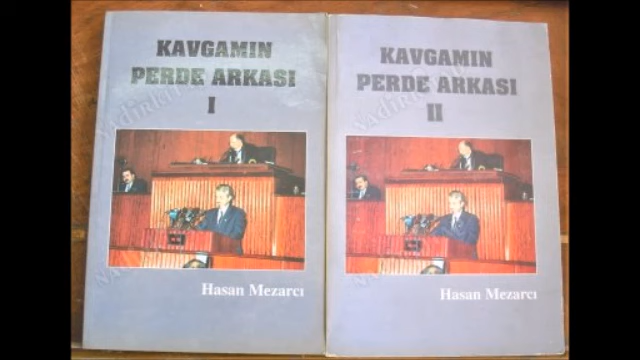 KAVGAMIN
PERDE ARKASI
I
Hasan Mezarcı
KAVGAMIN
PERDE ARKASI
II
Hasan Mezarcı